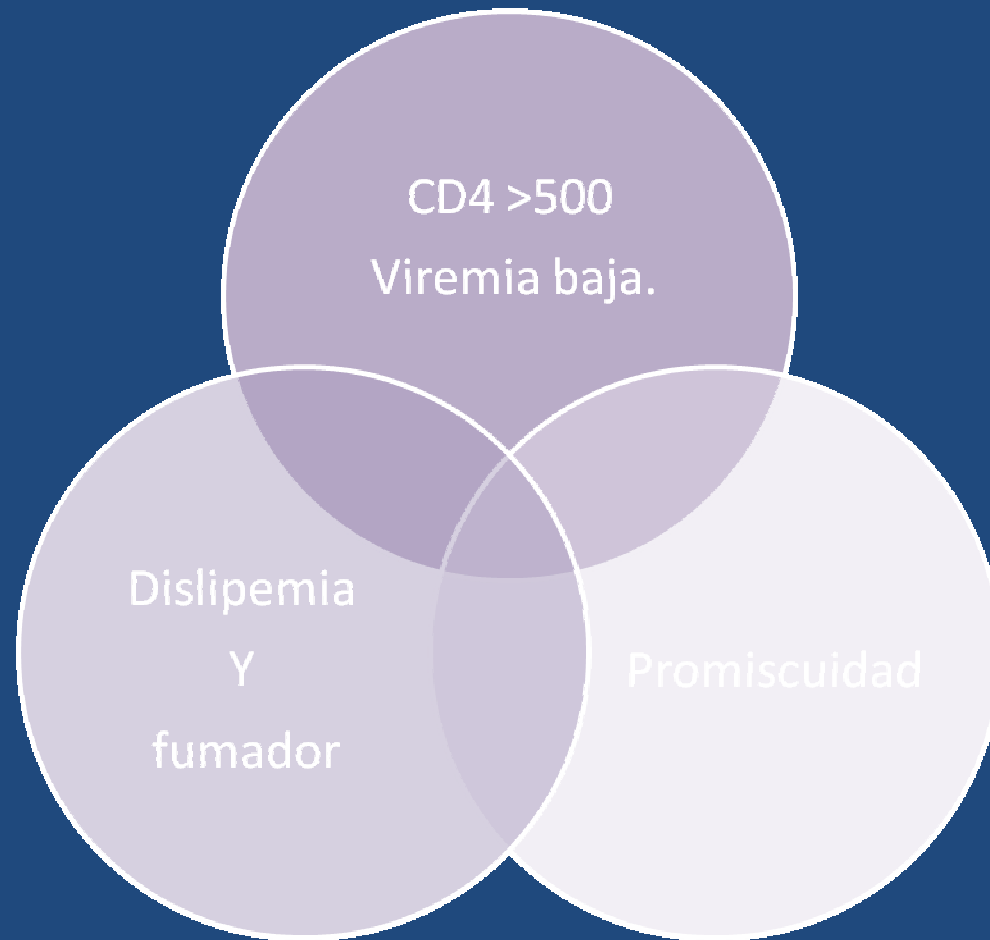 CD4 >500
Viremia baja.
Dislipemia
Y
fumador
Promiscuidad